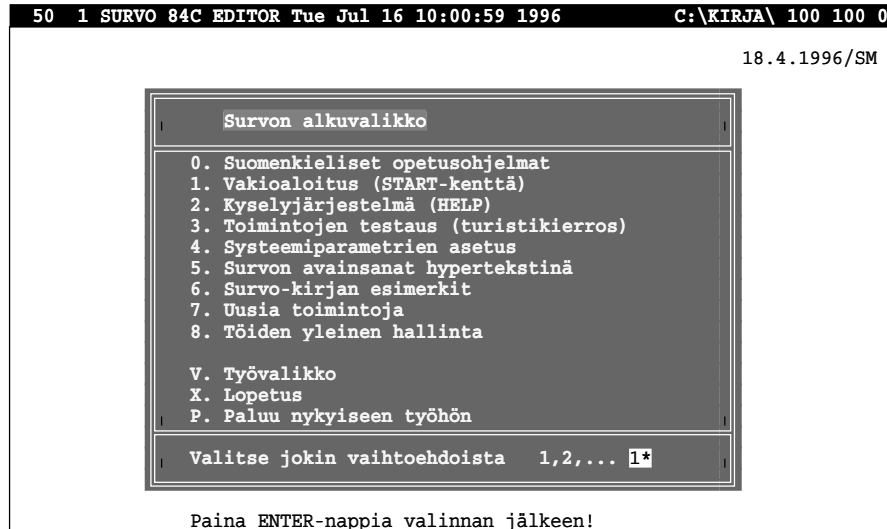 50 1 SURVO 84C EDITOR Tue Jul 16 10:00:59 1996 C:\KIRJA\ 100 100 0
18.4.1996/SM
Survon alkuvalikko
0. Suomenkieliset opetusohjelmat
1. Vakioaloitus (START-kenttä)
2. Kyselyjärjestelmä (HELP)
3. Toimintojen testaus (turistikierros)
4. Systeemiparametrien asetus
5. Survon avainsanat hypertekstinä
6. Survo-kirjan esimerkit
7. Uusia toimintoja
8. Töiden yleinen hallinta
V. Työvalikko
X. Lopetus
P. Paluu nykyiseen työhön
Valitse jokin vaihtoehdoista 1,2,... 1*
Paina ENTER-nappia valinnan jälkeen!